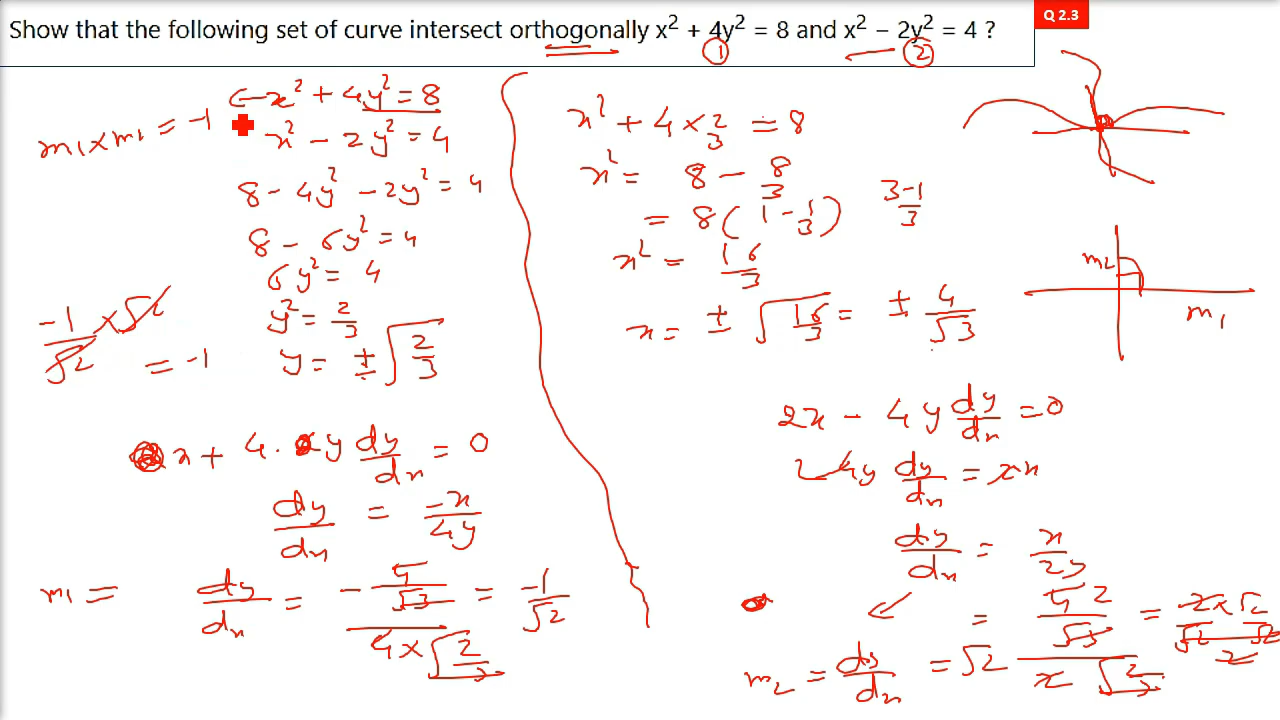 Show that the following set of curve intersect orthogonally x² + 4y² = 8 and x² − 2y² = 4 ?
Q 2.3
① ②
m₁ × m₂ = -1
x² + 4y² = 8
x² - 2y² = 4
8 - 4y² - 2y² = 4
8 - 6y² = 4
6y² = 4
y² = 2/3
y = ± √(2/3)
-1/√2 × √2
= -1
x + 4 · y dy/dx = 0
dy/dx = -x/4y
m₁ = dy/dx = - (4/√3)/(4 × √(2/3)) = -1/√2
x² + 4 × 2/3 = 8
x² = 8 - 8/3
= 8(1 - 1/3) 3-1/3
x² = 16/3
x = ± √(16/3) = ± 4/√3
m₂
m₁
2x - 4y dy/dx = 0
2 4y dy/dx = 2x
dy/dx = x/2y
= (4 2/√3)/(2 √(2/3)) = 2×√2/√2 √2
m₂ = dy/dx = √2